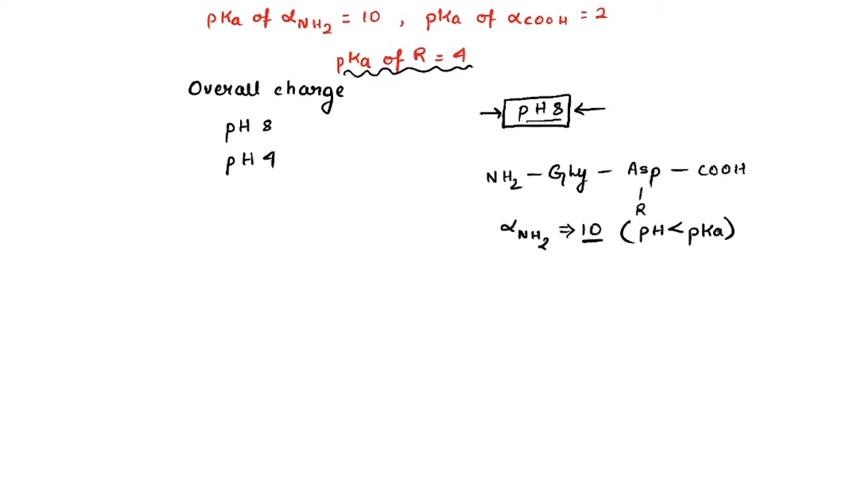 pKa of αNH2 = 10 , pKa of αCOOH = 2
pKa of R = 4
Overall charge
pH 8
pH 4
→ pH 8 ←
NH2 – Gly – Asp – COOH
|
R
αNH2 ⇒ 10 (pH < pKa)